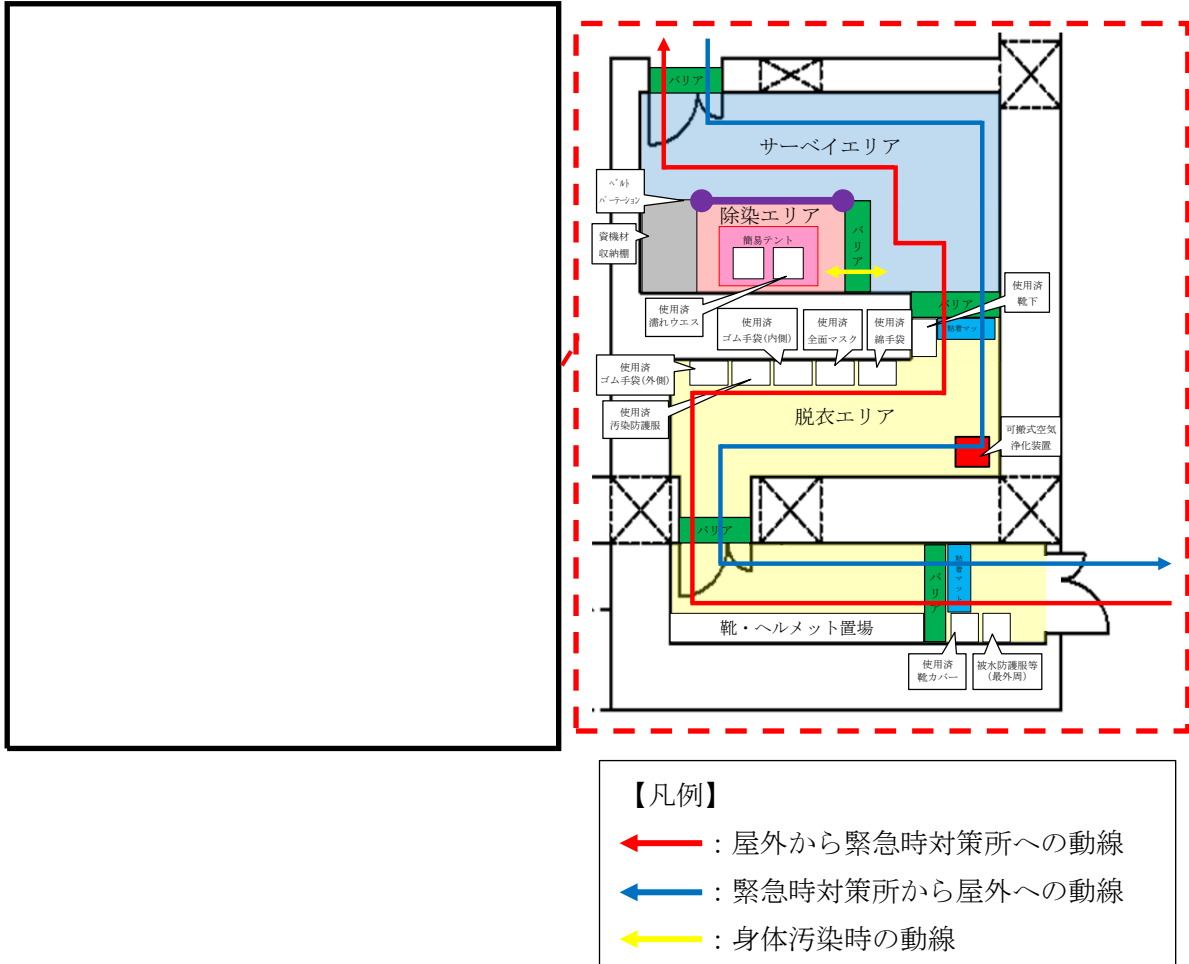 バリア
サーベイエリア
ベルト
パーテーション
除染エリア
資機材
収納棚
簡易テント
バリア
使用済
濡れウエス
バリア
使用済
靴下
粘着マッ
使用済
ゴム手袋(内側)
使用済
全面マスク
使用済
綿手袋
使用済
ゴム手袋(外側)
使用済
汚染防護服
脱衣エリア
可搬式空気
浄化装置
バリア
バリア
粘着マット
靴・ヘルメット置場
使用済
靴カバー
被水防護服等
(最外周)
【凡例】
：屋外から緊急時対策所への動線
：緊急時対策所から屋外への動線
：身体汚染時の動線